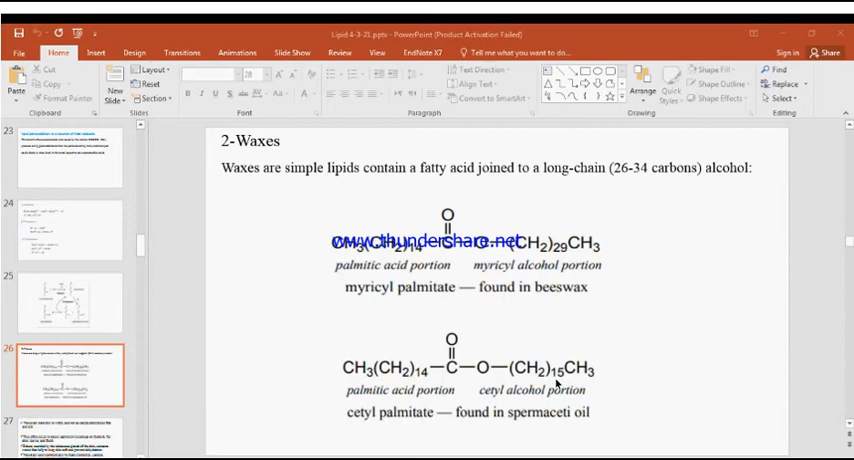 Lipid 4-3-21.pptx - PowerPoint (Product Activation Failed)
File Home Insert Design Transitions Animations Slide Show Review View EndNote X7 Tell me what you want to do... Sign in Share
Cut
Copy
Format Painter
Paste
Clipboard
New Slide
Layout
Reset
Section
Slides
28
Font
Text Direction
Align Text
Convert to SmartArt
Paragraph
Arrange
Quick Styles
Shape Fill
Shape Outline
Shape Effects
Drawing
Find
Replace
Select
Editing
23
24
25
26
27
2-Waxes
Waxes are simple lipids contain a fatty acid joined to a long-chain (26-34 carbons) alcohol:
O
CH3(CH2)14—C—O—(CH2)29CH3
www.thundershare.net
palmitic acid portion myricyl alcohol portion
myricyl palmitate — found in beeswax
O
CH3(CH2)14—C—O—(CH2)15CH3
palmitic acid portion cetyl alcohol portion
cetyl palmitate — found in spermaceti oil